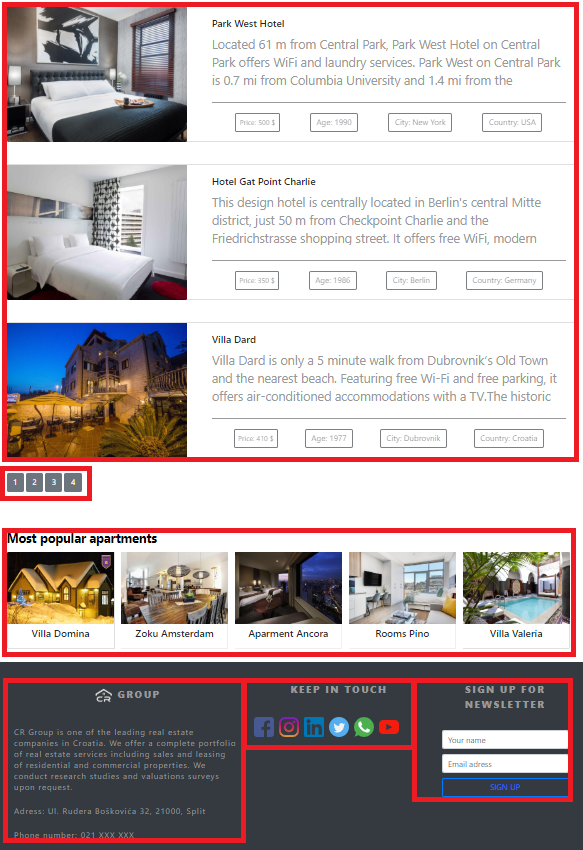 Park West Hotel
Located 61 m from Central Park, Park West Hotel on Central
Park offers WiFi and laundry services. Park West on Central Park
is 0.7 mi from Columbia University and 1.4 mi from the
Price: 500 $
Age: 1990
City: New York
Country: USA
Hotel Gat Point Charlie
This design hotel is centrally located in Berlin's central Mitte
district, just 50 m from Checkpoint Charlie and the
Friedrichstrasse shopping street. It offers free WiFi, modern
Price: 350 $
Age: 1986
City: Berlin
Country: Germany
Villa Dard
Villa Dard is only a 5 minute walk from Dubrovnik's Old Town
and the nearest beach. Featuring free Wi-Fi and free parking, it
offers air-conditioned accommodations with a TV.The historic
Price: 410 $
Age: 1977
City: Dubrovnik
Country: Croatia
1 2 3 4
Most popular apartments
Villa Domina
Zoku Amsterdam
Aparment Ancora
Rooms Pino
Villa Valeria
CR GROUP
CR Group is one of the leading real estate
companies in Croatia. We offer a complete portfolio
of real estate services including sales and leasing
of residential and commercial properties. We
conduct research studies and valuations surveys
upon request.
Adress: Ul. Rudera Boškovića 32, 21000, Split
Phone number: 021 XXX XXX
KEEP IN TOUCH
SIGN UP FOR
NEWSLETTER
Your name
Email adress
SIGN UP